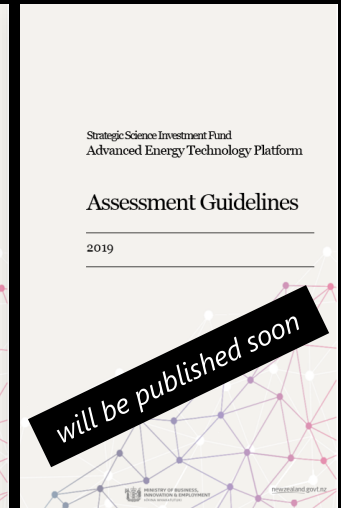 Strategic Science Investment Fund
Advanced Energy Technology Platform
Assessment Guidelines
2019
will be published soon
MINISTRY OF BUSINESS,
INNOVATION & EMPLOYMENT
newzealand.govt.nz